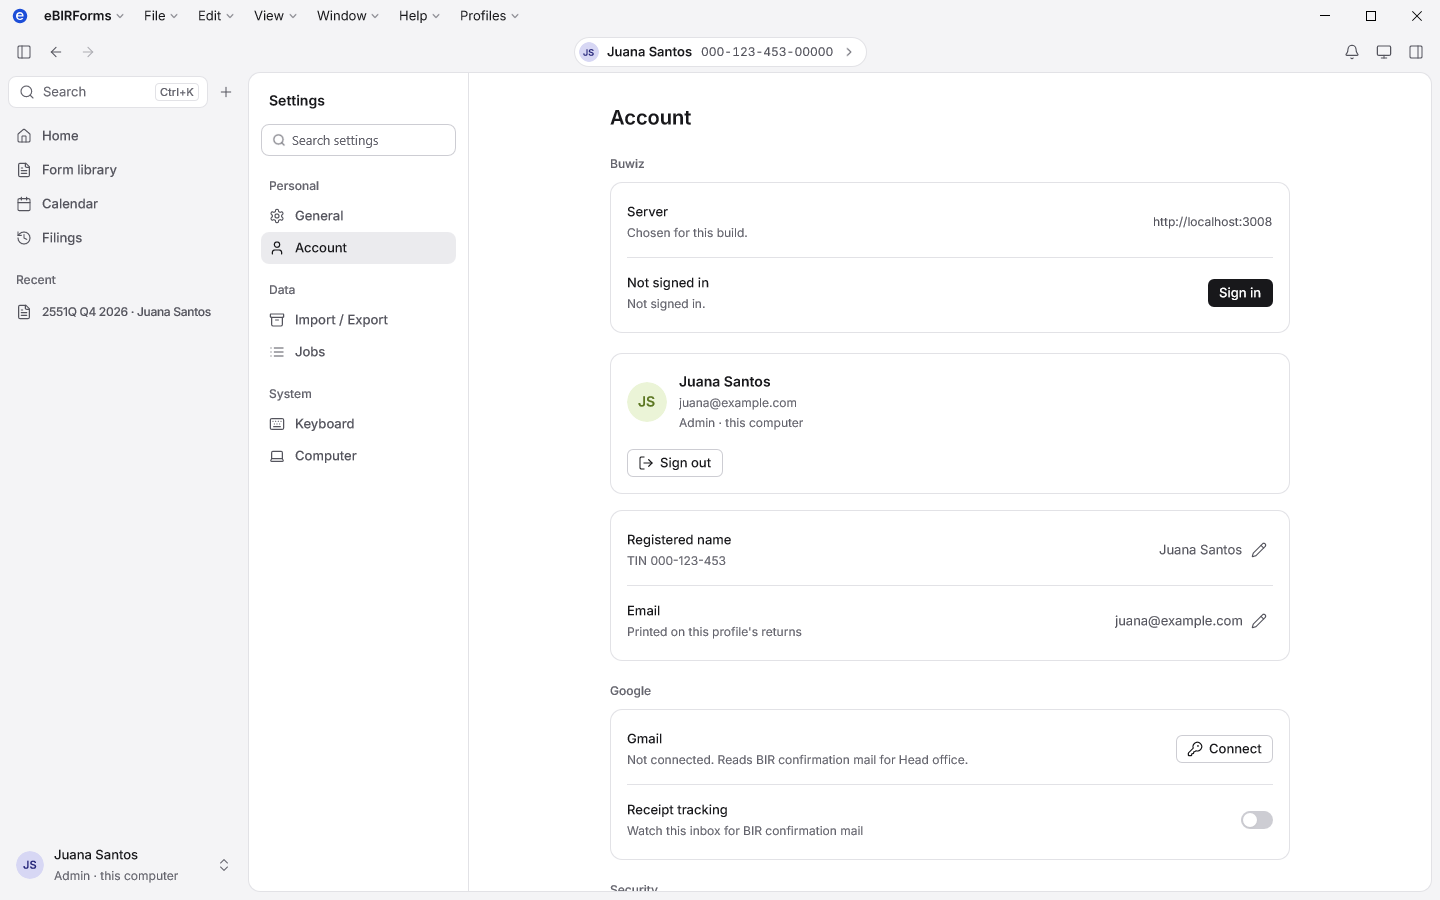 eBIRForms
File
Edit
View
Window
Help
Profiles
JS Juana Santos 000-123-453-00000
Search Ctrl+K
Home
Form library
Calendar
Filings
Recent
2551Q Q4 2026 · Juana Santos
JS
Juana Santos
Admin · this computer
Settings
Search settings
Personal
General
Account
Data
Import / Export
Jobs
System
Keyboard
Computer
Account
Buwiz
Server
Chosen for this build.
http://localhost:3008
Not signed in
Not signed in.
Sign in
JS
Juana Santos
juana@example.com
Admin · this computer
Sign out
Registered name
TIN 000-123-453
Juana Santos
Email
Printed on this profile's returns
juana@example.com
Google
Gmail
Not connected. Reads BIR confirmation mail for Head office.
Connect
Receipt tracking
Watch this inbox for BIR confirmation mail
Security